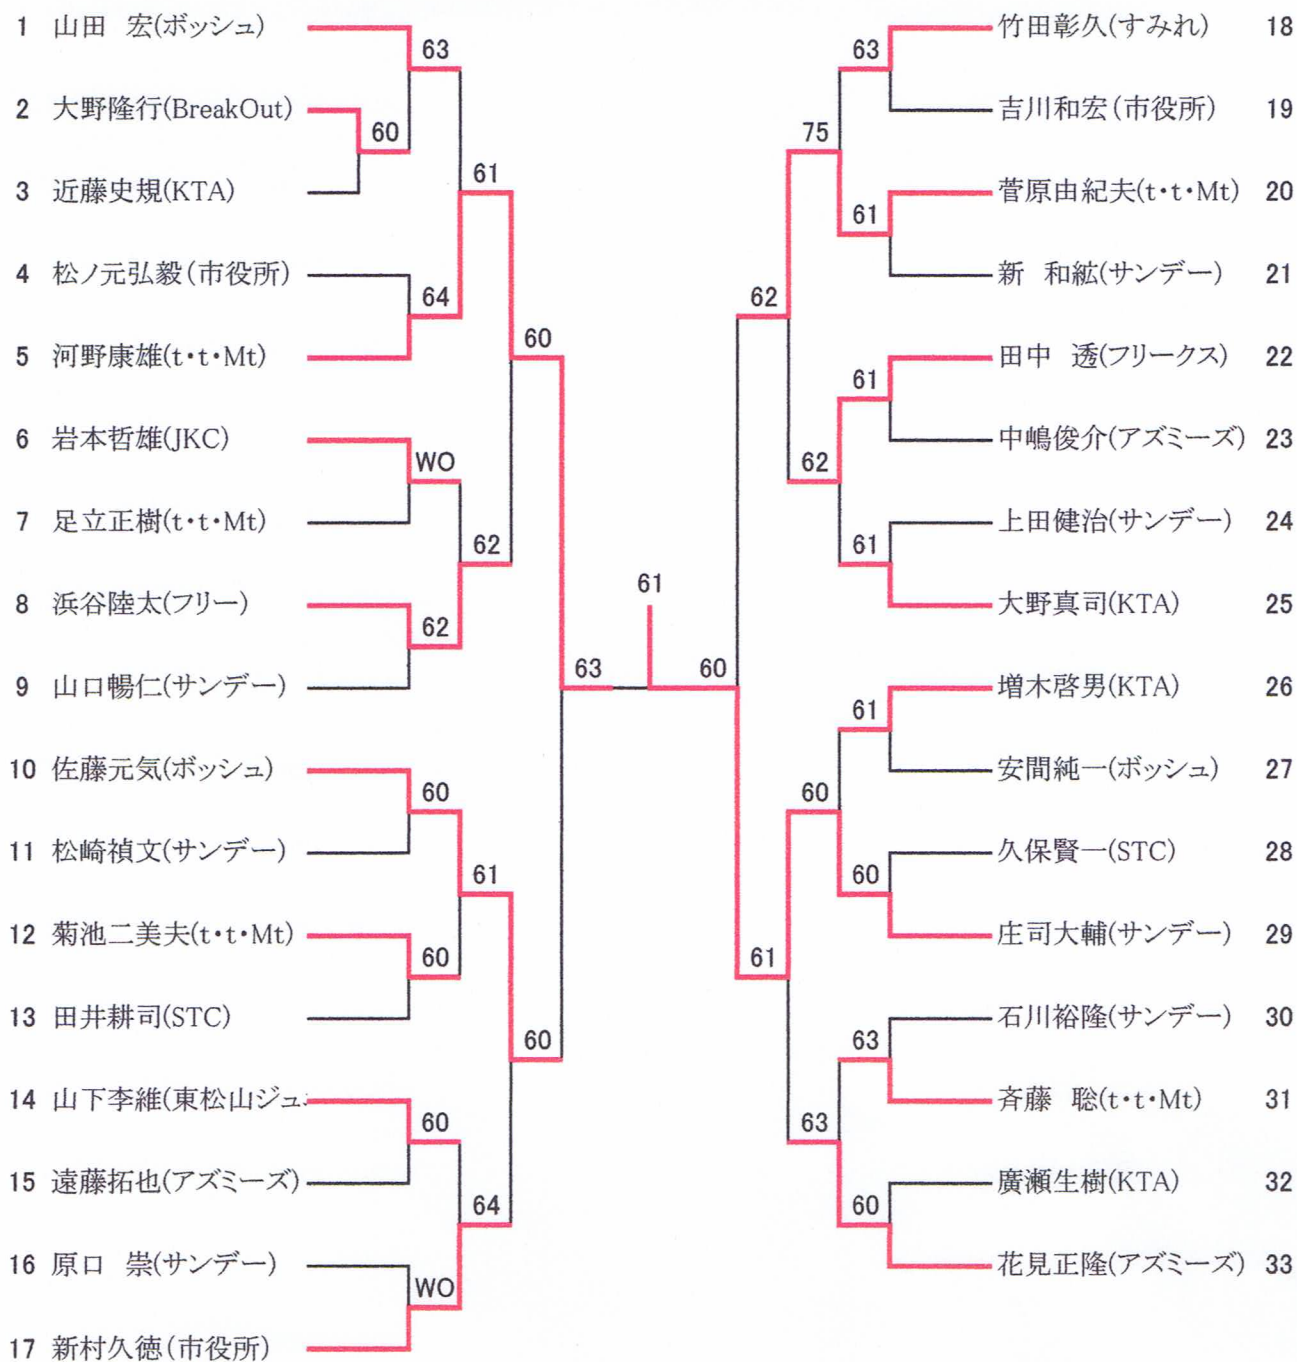 1 山田 宏(ボッシュ)
63
2 大野隆行(BreakOut)
60
3 近藤史規(KTA)
61
4 松ノ元弘毅(市役所)
64
5 河野康雄(t・t・Mt)
60
6 岩本哲雄(JKC)
WO
7 足立正樹(t・t・Mt)
62
8 浜谷陸太(フリー)
62
9 山口暢仁(サンデー)
63
10 佐藤元気(ボッシュ)
60
11 松崎禎文(サンデー)
61
12 菊池二美夫(t・t・Mt)
60
13 田井耕司(STC)
60
14 山下李維(東松山ジュ
60
15 遠藤拓也(アズミーズ)
64
16 原口 崇(サンデー)
WO
17 新村久徳(市役所)
61
60
竹田彰久(すみれ) 18
63
吉川和宏(市役所) 19
75
菅原由紀夫(t・t・Mt) 20
61
新 和紘(サンデー) 21
62
田中 透(フリークス) 22
61
中嶋俊介(アズミーズ) 23
62
上田健治(サンデー) 24
61
大野真司(KTA) 25
増木啓男(KTA) 26
61
安間純一(ボッシュ) 27
60
久保賢一(STC) 28
60
庄司大輔(サンデー) 29
61
石川裕隆(サンデー) 30
63
斉藤 聡(t・t・Mt) 31
63
廣瀬生樹(KTA) 32
60
花見正隆(アズミーズ) 33